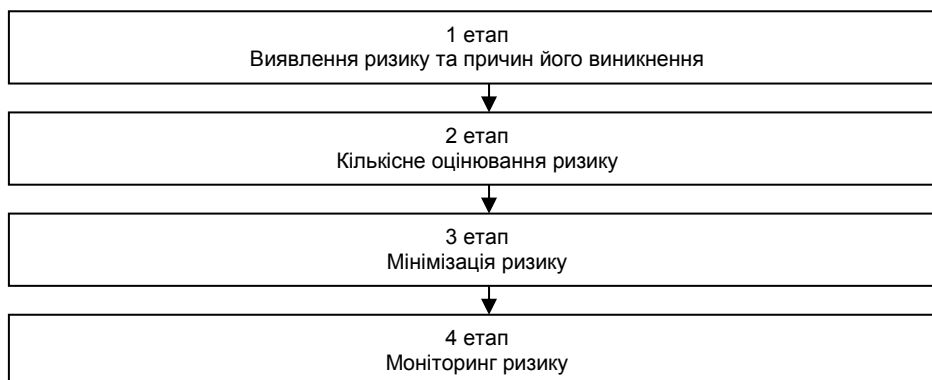 1 етап
Виявлення ризику та причин його виникнення
2 етап
Кількісне оцінювання ризику
3 етап
Мінімізація ризику
4 етап
Моніторинг ризику